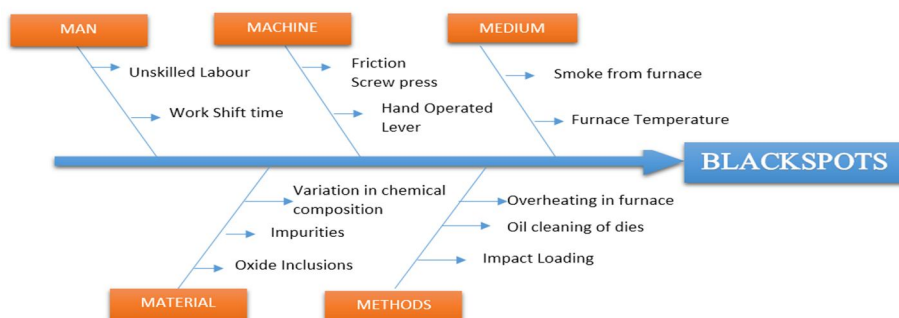 MAN
MACHINE
MEDIUM
Unskilled Labour
Work Shift time
Friction
Screw press
Hand Operated
Lever
Smoke from furnace
Furnace Temperature
BLACKSPOTS
Variation in chemical
composition
Impurities
Oxide Inclusions
Overheating in furnace
Oil cleaning of dies
Impact Loading
MATERIAL
METHODS